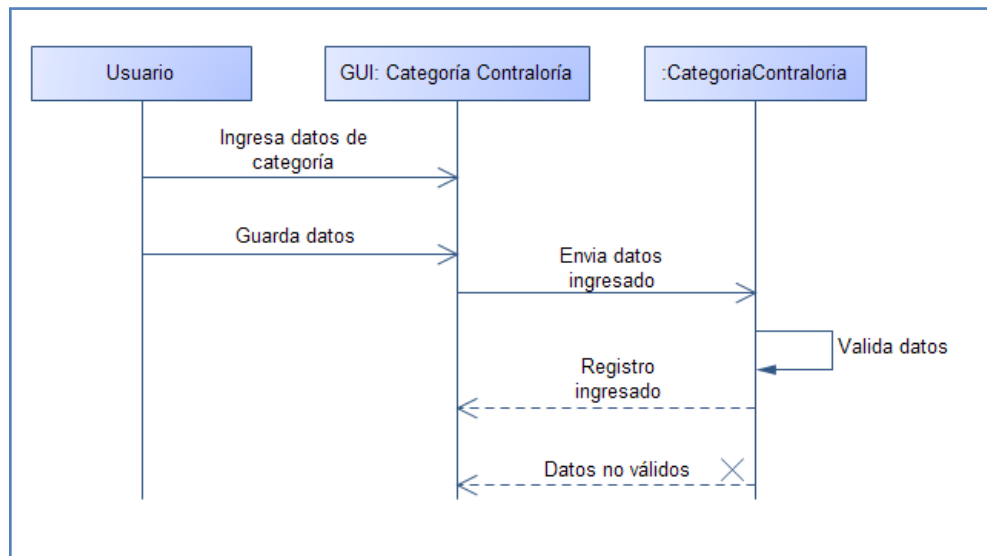 Usuario
GUI: Categoría Contraloría
:CategoriaContraloria
Ingresa datos de
categoría
Guarda datos
Envia datos
ingresado
Valida datos
Registro
ingresado
Datos no válidos